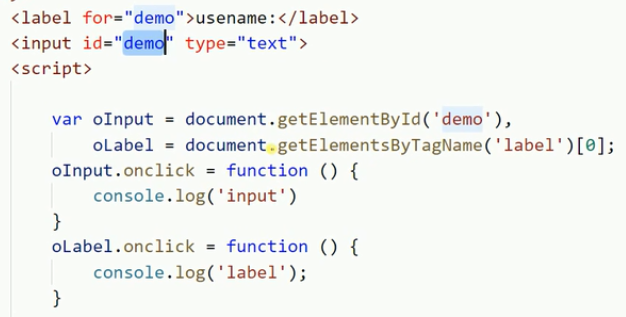 <label for="demo">usename:</label>
<input id="demo" type="text">
<script>
var oInput = document.getElementById('demo'),
oLabel = document.getElementsByTagName('label')[0];
oInput.onclick = function () {
console.log('input')
}
oLabel.onclick = function () {
console.log('label');
}